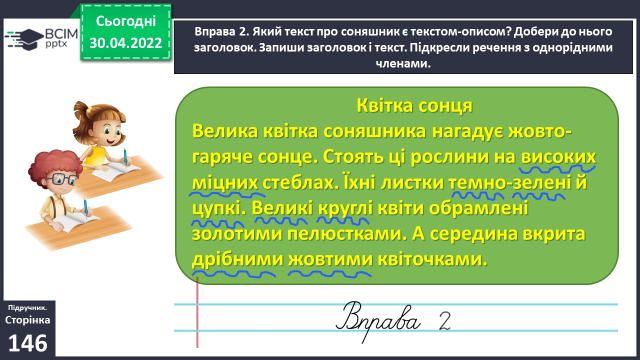 ВСІМ
pptx
Сьогодні
30.04.2022
Вправа 2. Який текст про соняшник є текстом-описом? Добери до нього
заголовок. Запиши заголовок і текст. Підкресли речення з однорідними
членами.
Квітка сонця
Велика квітка соняшника нагадує жовто-
гаряче сонце. Стоять ці рослини на високих
міцних стеблах. Їхні листки темно-зелені й
цупкі. Великі круглі квіти обрамлені
золотими пелюстками. А середина вкрита
дрібними жовтими квіточками.
Підручник.
Сторінка
146
Вправа 2